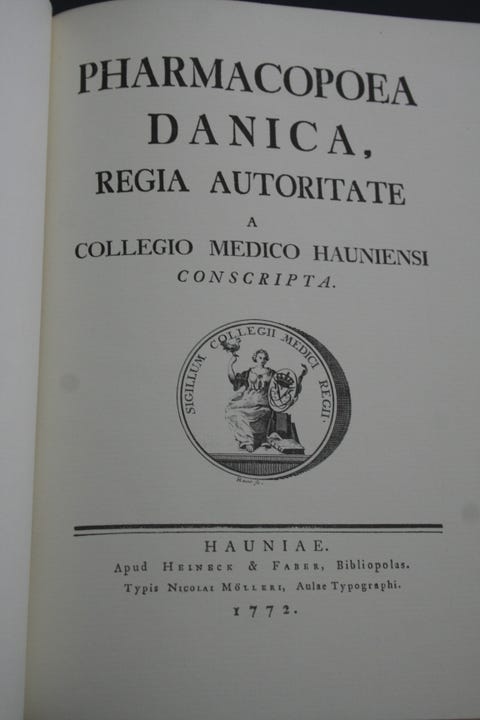 PHARMACOPOEA
DANICA,
REGIA AUTORITATE
A
COLLEGIO MEDICO HAUNIENSI
CONSCRIPTA.
SIGILLUM COLLEGII MEDICI REGII.
HAUNIAE.
Apud HEINECK & FABER, Bibliopolas.
Typis NICOLAI MÖLLERI, Aulae Typographi.
1772.